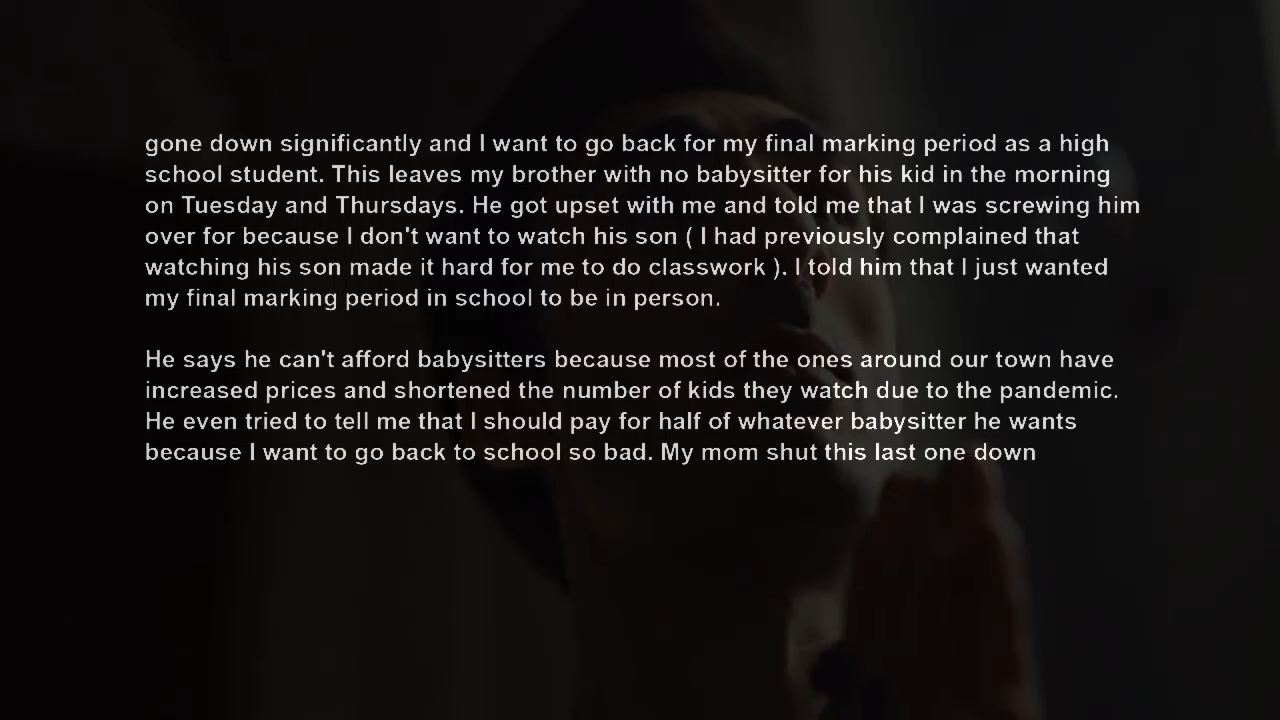 gone down significantly and I want to go back for my final marking period as a high
school student. This leaves my brother with no babysitter for his kid in the morning
on Tuesday and Thursdays. He got upset with me and told me that I was screwing him
over for because I don't want to watch his son ( I had previously complained that
watching his son made it hard for me to do classwork ). I told him that I just wanted
my final marking period in school to be in person.
He says he can't afford babysitters because most of the ones around our town have
increased prices and shortened the number of kids they watch due to the pandemic.
He even tried to tell me that I should pay for half of whatever babysitter he wants
because I want to go back to school so bad. My mom shut this last one down